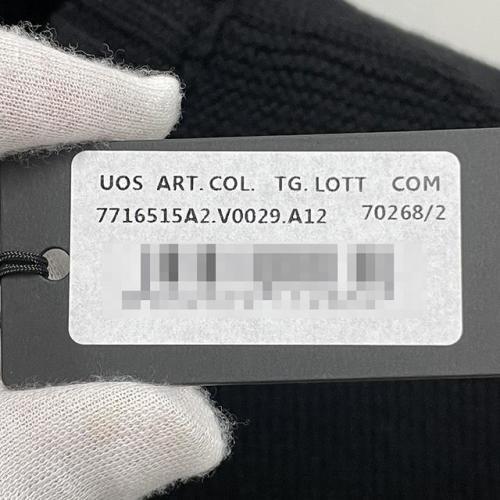 UOS ART. COL. TG. LOTT COM
7716515A2.V0029.A12 70268/2